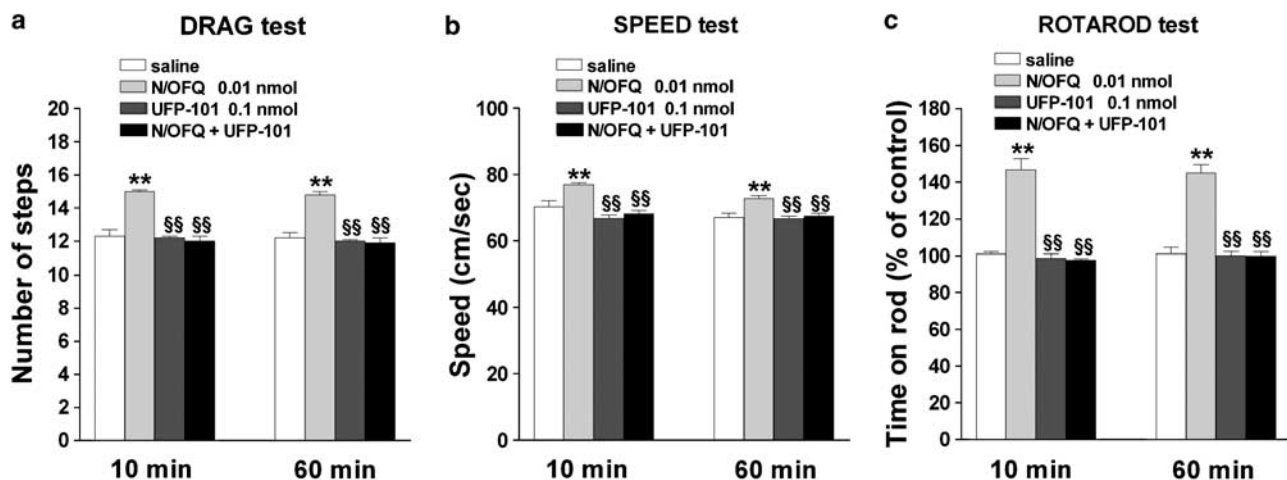 a
DRAG test
saline
N/OFQ 0.01 nmol
UFP-101 0.1 nmol
N/OFQ + UFP-101
Number of steps
20
18
16
14
12
10
8
6
4
2
0
**
§§ §§
**
§§ §§
10 min
60 min
b
SPEED test
saline
N/OFQ 0.01 nmol
UFP-101 0.1 nmol
N/OFQ + UFP-101
Speed (cm/sec)
100
80
60
40
20
0
**
§§ §§
**
§§ §§
10 min
60 min
c
ROTAROD test
saline
N/OFQ 0.01 nmol
UFP-101 0.1 nmol
N/OFQ + UFP-101
Time on rod (% of control)
180
160
140
120
100
80
60
40
20
0
**
§§ §§
**
§§ §§
10 min
60 min